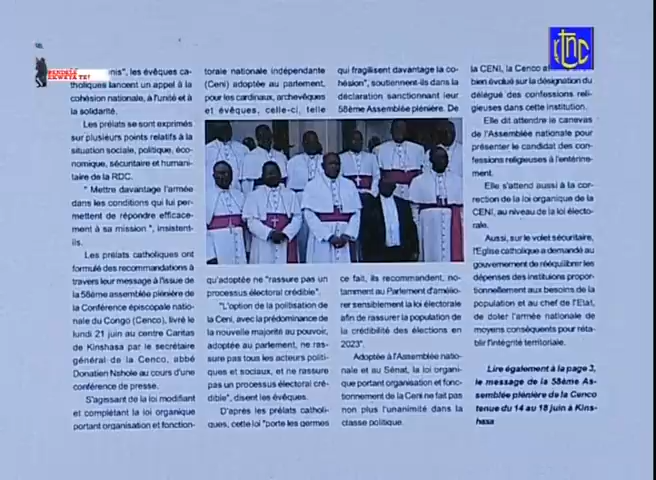 rtnc
BENDELE
EKWEYA TE!
nis", les évêques ca-
tholiques lancent un appel à la
cohésion nationale, à l'unité et à
la solidarité.
Les prélats se sont exprimés
sur plusieurs points relatifs à la
situation sociale, politique, éco-
nomique, sécuritaire et humani-
taire de la RDC.
" Mettre davantage l'armée
dans les conditions qui lui per-
mettent de répondre efficace-
ment à sa mission ", insistent-
ils.
Les prélats catholiques ont
formulé des recommandations à
travers leur message à l'issue de
la 58ème assemblée plénière de
la Conférence épiscopale natio-
nale du Congo (Cenco), livré le
lundi 21 juin au centre Caritas
de Kinshasa par le secrétaire
général de la Cenco, abbé
Donatien Nshole au cours d'une
conférence de presse.
S'agissant de la loi modifiant
et complétant la loi organique
portant organisation et fonction-
torale nationale indépendante
(Ceni) adoptée au parlement,
pour les cardinaux, archevêques
et évêques, celle-ci, telle
qu'adoptée ne "rassure pas un
processus électoral crédible".
"L'option de la politisation de
la Ceni, avec la prédominance de
la nouvelle majorité au pouvoir,
adoptée au parlement, ne ras-
sure pas tous les acteurs politi-
ques et sociaux, et ne rassure
pas un processus électoral cré-
dible", disent les évêques.
D'après les prélats catholi-
ques, cette loi "porte les germes
qui fragilisent davantage la co-
hésion", soutiennent-ils dans la
déclaration sanctionnant leur
58ème Assemblée plénière. De
ce fait, ils recommandent, no-
tamment au Parlement d'amélio-
rer sensiblement la loi électorale
afin de rassurer la population de
la crédibilité des élections en
2023".
Adoptée à l'Assemblée natio-
nale et au Sénat, la loi organi-
que portant organisation et fonc-
tionnement de la Ceni ne fait pas
non plus l'unanimité dans la
classe politique.
la CENI, la Cenco a
bien évolué sur la désignation du
délégué des confessions reli-
gieuses dans cette institution.
Elle dit attendre le canevas
de l'Assemblée nationale pour
présenter le candidat des con-
fessions religieuses à l'entérine-
ment.
Elle s'attend aussi à la cor-
rection de la loi organique de la
CENI, au niveau de la loi électo-
rale.
Aussi, sur le volet sécuritaire,
l'Eglise catholique a demandé au
gouvernement de rééquilibrer les
dépenses des instituions propor-
tionnellement aux besoins de la
population et au chef de l'Etat,
de doter l'armée nationale de
moyens conséquents pour réta-
blir l'intégrité territoriale.
Lire également à la page 3,
le message de la 58ème As-
semblée plénière de la Cenco
tenue du 14 au 18 juin à Kins-
hasa